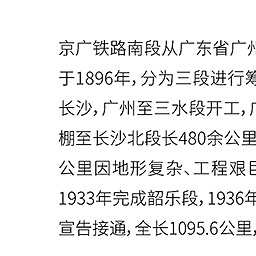 京广铁路南段从广东省广州
于1896年，分为三段进行筹
长沙，广州至三水段开工，广
棚至长沙北段长480余公里
公里因地形复杂、工程艰巨
1933年完成韶乐段，1936年
宣告接通，全长1095.6公里，